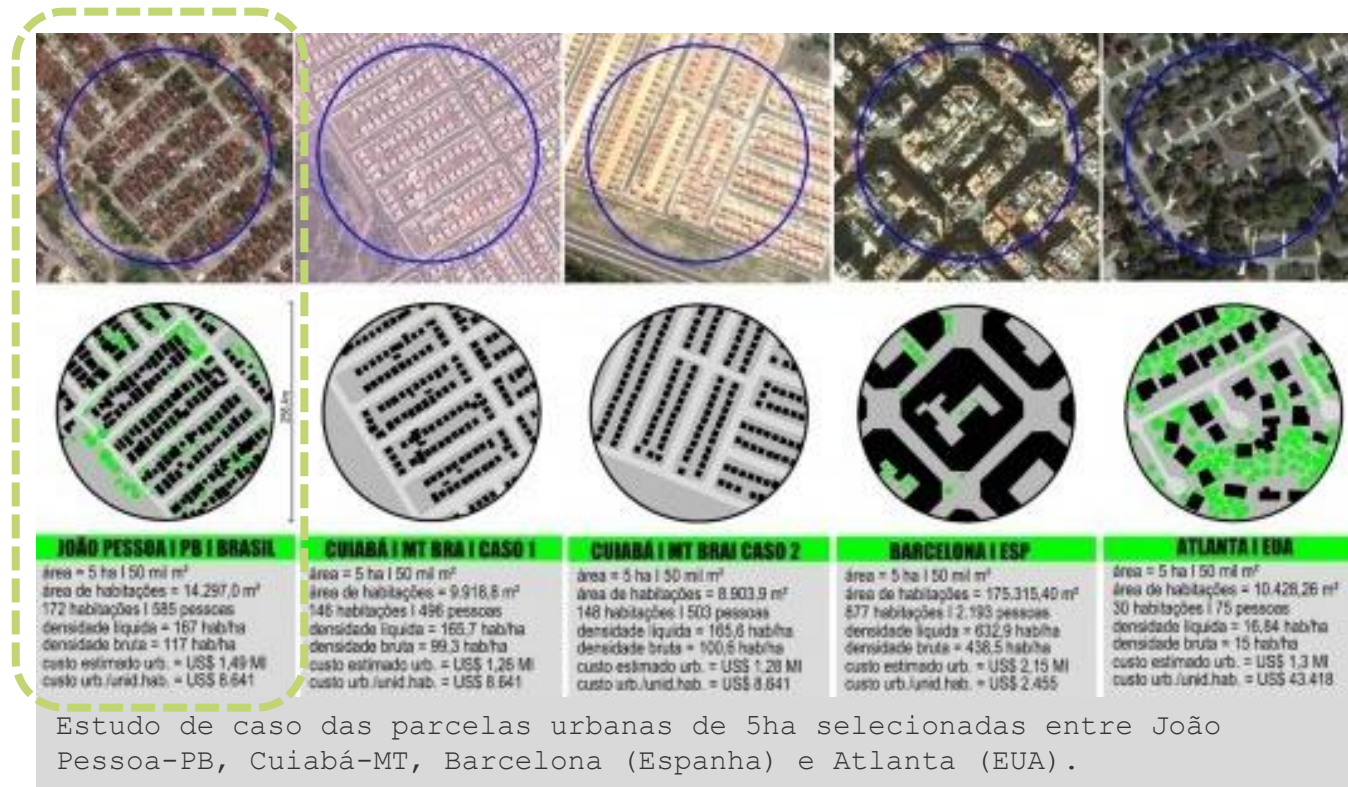 JOÃO PESSOA I PB I BRASIL
área = 5 ha I 50 mil m²
área de habitações = 14.297,0 m²
172 habitações I 585 pessoas
densidade líquida = 167 hab/ha
densidade bruta = 117 hab/ha
custo estimado urb. = US$ 1,49 MI
custo urb./unid.hab. = US$ 8.641
CUIABÁ I MT BRA I CASO 1
área = 5 ha I 50 mil m²
área de habitações = 9.918,8 m²
146 habitações I 496 pessoas
densidade líquida = 165,7 hab/ha
densidade bruta = 99,3 hab/ha
custo estimado urb. = US$ 1,26 MI
custo urb./unid.hab. = US$ 8.641
CUIABÁ I MT BRAI CASO 2
área = 5 ha I 50 mil m²
área de habitações = 8.903,9 m²
148 habitações I 503 pessoas
densidade líquida = 165,6 hab/ha
densidade bruta = 100,6 hab/ha
custo estimado urb. = US$ 1.28 MI
custo urb./unid.hab. = US$ 8.641
BARCELONA I ESP
área = 5 ha I 50 mil m²
área de habitações = 175.315,40 m²
877 habitações I 2.193 pessoas
densidade líquida = 632,9 hab/ha
densidade bruta = 438,5 hab/ha
custo estimado urb. = US$ 2,15 MI
custo urb./unid.hab. = US$ 2.455
ATLANTA I EUA
área = 5 ha I 50 mil m²
área de habitações = 10.428,26 m²
30 habitações I 75 pessoas
densidade líquida = 16,84 hab/ha
densidade bruta = 15 hab/ha
custo estimado urb. = US$ 1,3 MI
custo urb./unid.hab. = US$ 43.418
Estudo de caso das parcelas urbanas de 5ha selecionadas entre João
Pessoa-PB, Cuiabá-MT, Barcelona (Espanha) e Atlanta (EUA).